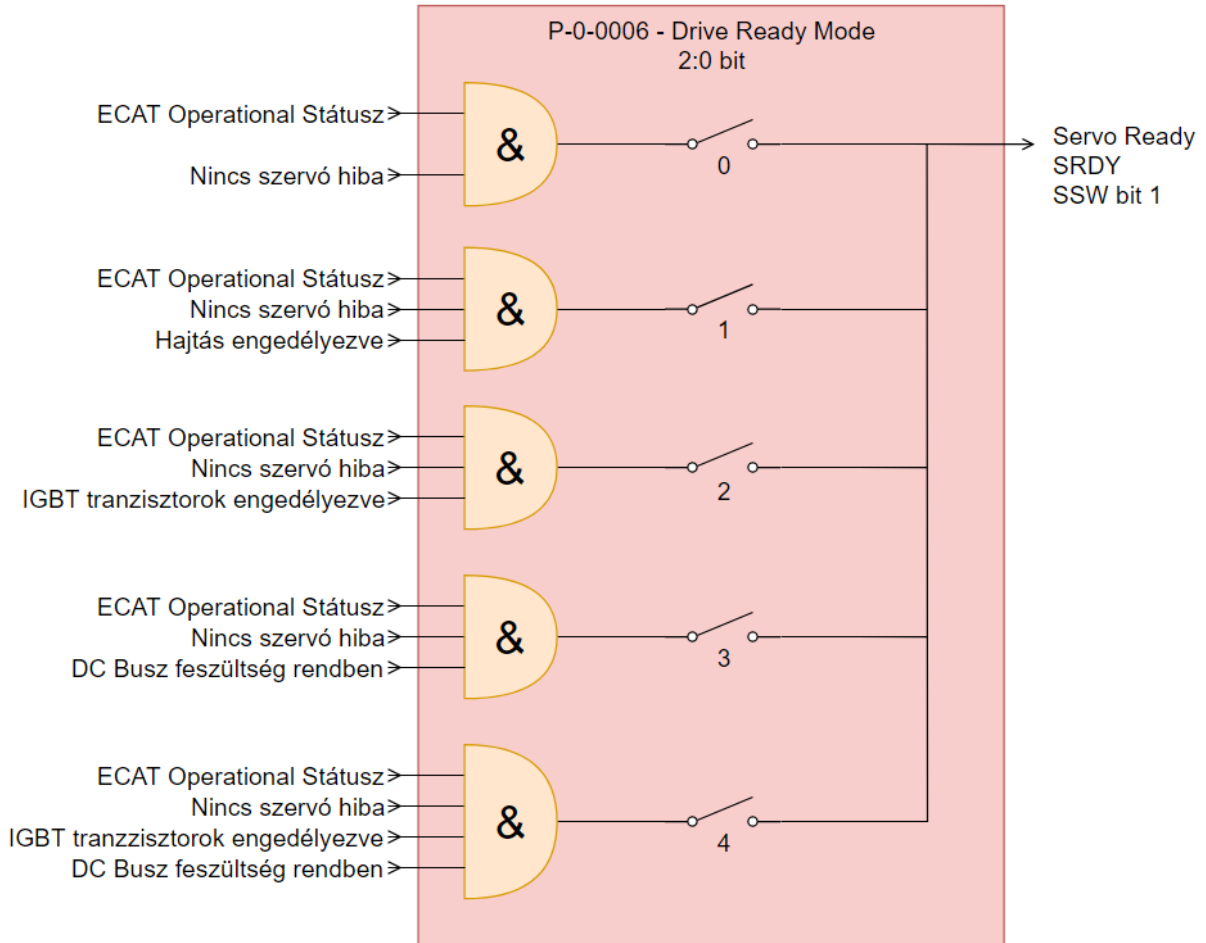 P-0-0006 - Drive Ready Mode
2:0 bit
ECAT Operational Státusz
Nincs szervó hiba
&
0
Servo Ready
SRDY
SSW bit 1
ECAT Operational Státusz
Nincs szervó hiba
Hajtás engedélyezve
&
1
ECAT Operational Státusz
Nincs szervó hiba
IGBT tranzisztorok engedélyezve
&
2
ECAT Operational Státusz
Nincs szervó hiba
DC Busz feszültség rendben
&
3
ECAT Operational Státusz
Nincs szervó hiba
IGBT tranzzisztorok engedélyezve
DC Busz feszültség rendben
&
4